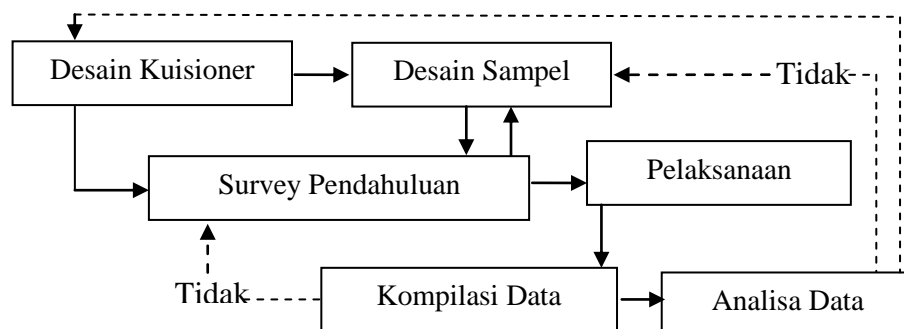 Desain Kuisioner
Desain Sampel
Tidak
Survey Pendahuluan
Pelaksanaan
Tidak
Kompilasi Data
Analisa Data